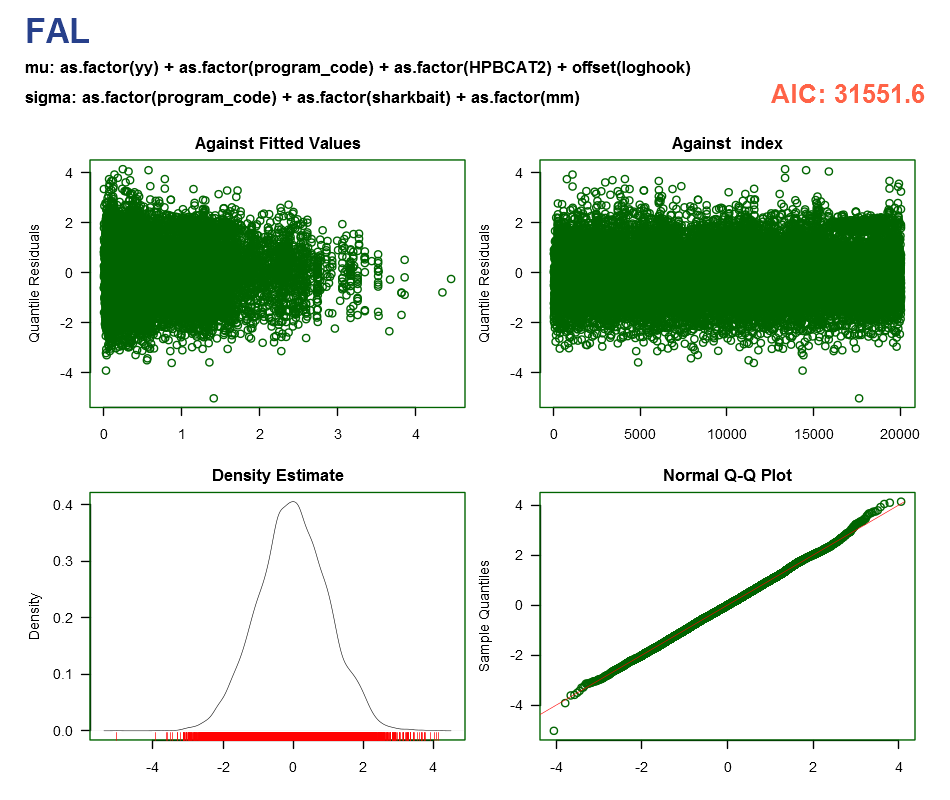 FAL
mu: as.factor(yy) + as.factor(program_code) + as.factor(HPBCAT2) + offset(loghook)
sigma: as.factor(program_code) + as.factor(sharkbait) + as.factor(mm)
AIC: 31551.6
Against Fitted Values
Quantile Residuals
4
2
0
-2
-4
0 1 2 3 4
Against index
Quantile Residuals
4
2
0
-2
-4
0 5000 10000 15000 20000
Density Estimate
Density
0.4
0.3
0.2
0.1
0.0
-4 -2 0 2 4
Normal Q-Q Plot
Sample Quantiles
4
2
0
-2
-4
-4 -2 0 2 4